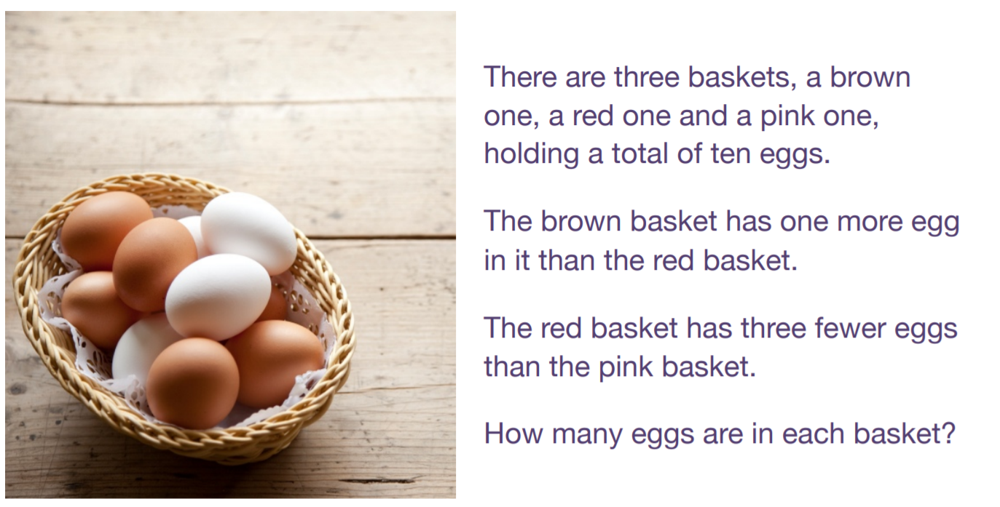 There are three baskets, a brown
one, a red one and a pink one,
holding a total of ten eggs.
The brown basket has one more egg
in it than the red basket.
The red basket has three fewer eggs
than the pink basket.
How many eggs are in each basket?